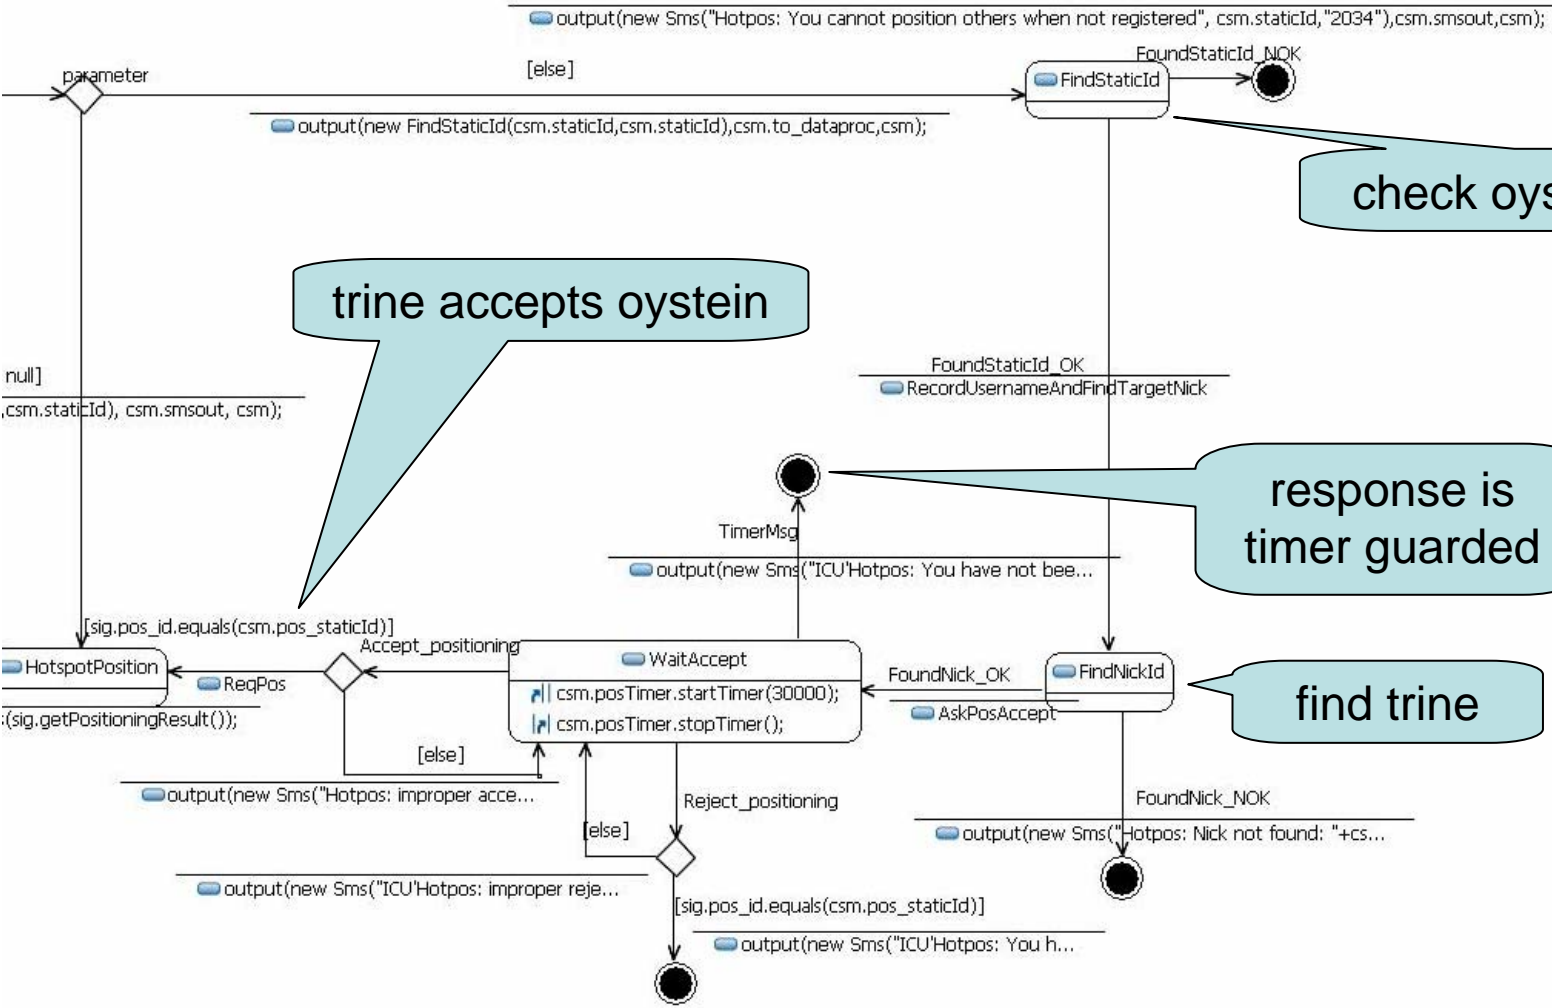 output(new Sms("Hotpos: You cannot position others when not registered", csm.staticId,"2034"),csm.smsout,csm);
FoundStaticId_NOK
parameter
[else]
FindStaticId
output(new FindStaticId(csm.staticId,csm.staticId),csm.to_dataproc,csm);
check oys
trine accepts oystein
FoundStaticId_OK
null]
RecordUsernameAndFindTargetNick
,csm.staticId), csm.smsout, csm);
response is
timer guarded
TimerMsg
output(new Sms("ICU'Hotpos: You have not bee...
[sig.pos_id.equals(csm.pos_staticId)]
Accept_positioning
HotspotPosition
ReqPos
WaitAccept
csm.posTimer.startTimer(30000);
csm.posTimer.stopTimer();
FoundNick_OK
AskPosAccept
FindNickId
find trine
(sig.getPositioningResult());
[else]
output(new Sms("Hotpos: improper acce...
Reject_positioning
FoundNick_NOK
[else]
output(new Sms("Hotpos: Nick not found: "+cs...
output(new Sms("ICU'Hotpos: improper reje...
[sig.pos_id.equals(csm.pos_staticId)]
output(new Sms("ICU'Hotpos: You h...